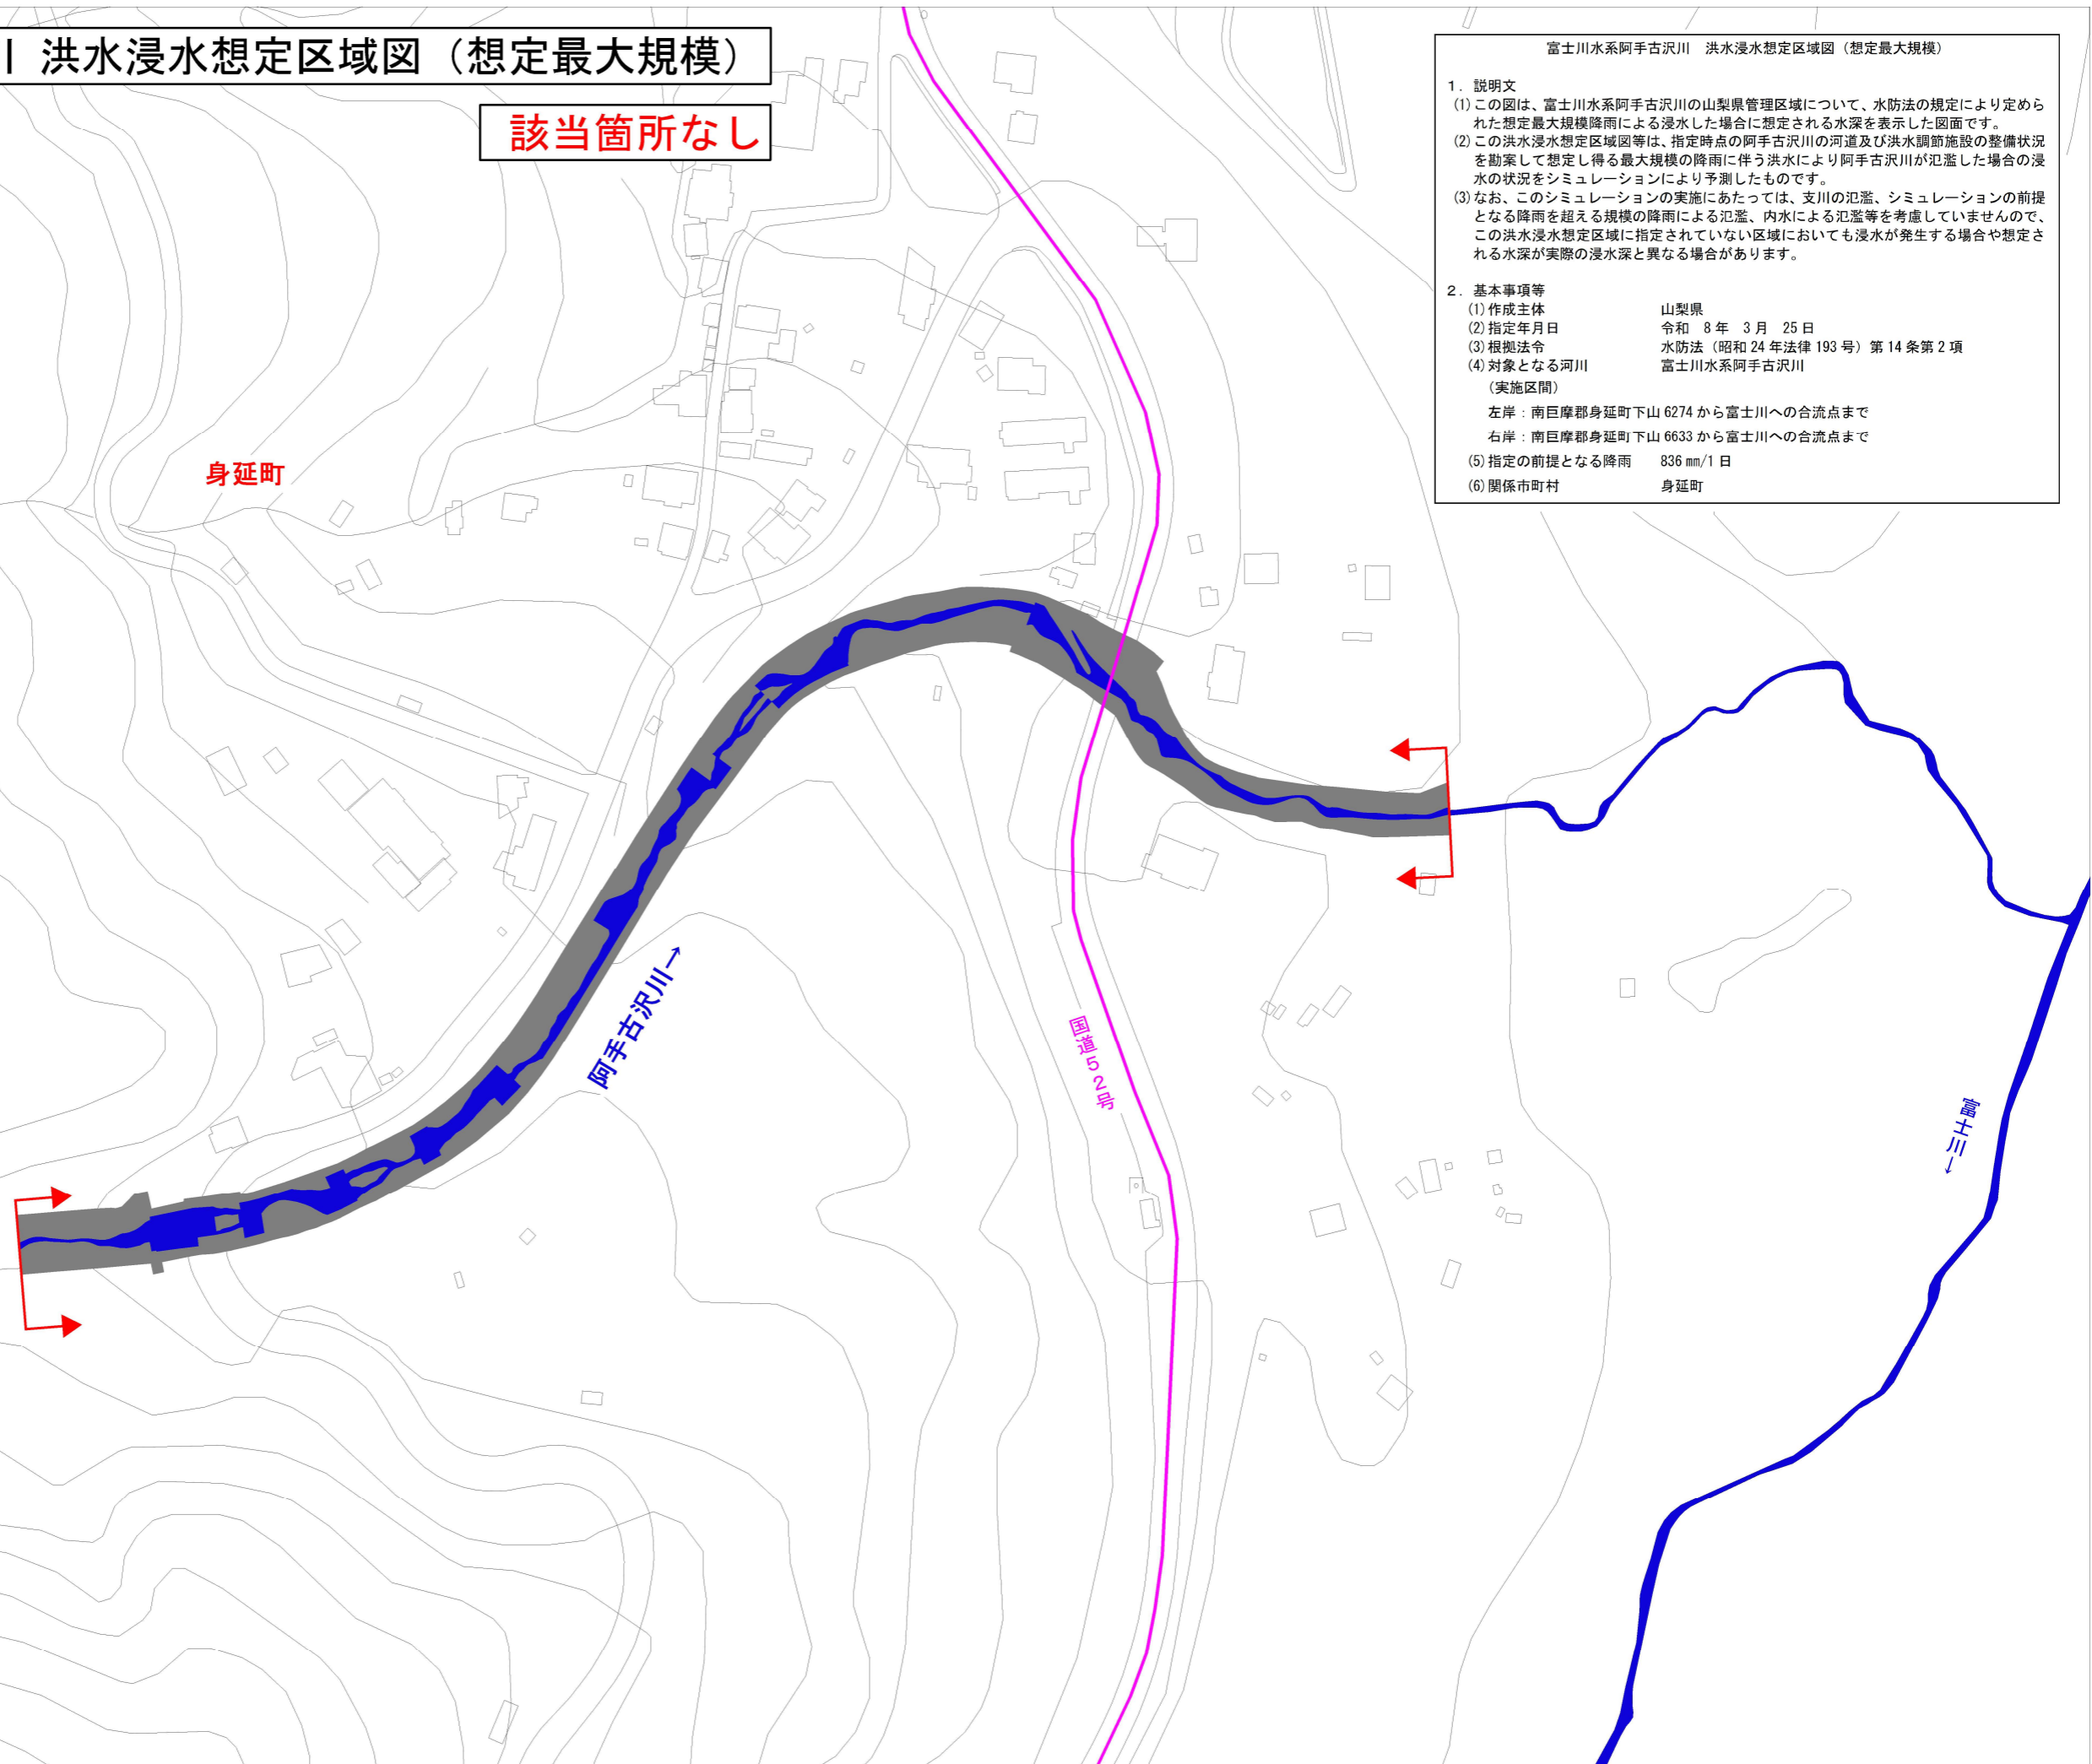 川 洪水浸水想定区域図（想定最大規模）
該当箇所なし
富士川水系阿手古沢川　洪水浸水想定区域図（想定最大規模）
１．説明文
(1)この図は、富士川水系阿手古沢川の山梨県管理区域について、水防法の規定により定めら
れた想定最大規模降雨による浸水した場合に想定される水深を表示した図面です。
(2)この洪水浸水想定区域図等は、指定時点の阿手古沢川の河道及び洪水調節施設の整備状況
を勘案して想定し得る最大規模の降雨に伴う洪水により阿手古沢川が氾濫した場合の浸
水の状況をシミュレーションにより予測したものです。
(3)なお、このシミュレーションの実施にあたっては、支川の氾濫、シミュレーションの前提
となる降雨を超える規模の降雨による氾濫、内水による氾濫等を考慮していませんので、
この洪水浸水想定区域に指定されていない区域においても浸水が発生する場合や想定さ
れる水深が実際の浸水深と異なる場合があります。
２．基本事項等
(1)作成主体　山梨県
(2)指定年月日　令和　8年　3月　25日
(3)根拠法令　水防法（昭和24年法律193号）第14条第2項
(4)対象となる河川　富士川水系阿手古沢川
（実施区間）
左岸：南巨摩郡身延町下山6274から富士川への合流点まで
右岸：南巨摩郡身延町下山6633から富士川への合流点まで
(5)指定の前提となる降雨　836㎜/1日
(6)関係市町村　身延町
身延町
阿手古沢川→
国道５２号
富士川→